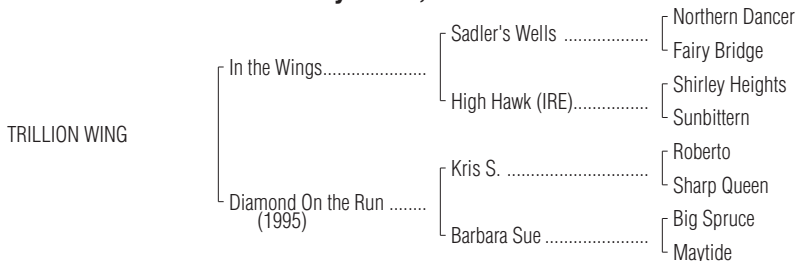 Northern Dancer
Sadler's Wells ..................
Fairy Bridge
In the Wings......................
Shirley Heights
High Hawk (IRE)................
Sunbittern
TRILLION WING
Roberto
Kris S. ..............................
Sharp Queen
Diamond On the Run ........
(1995)
Big Spruce
Barbara Sue ......................
Maytide